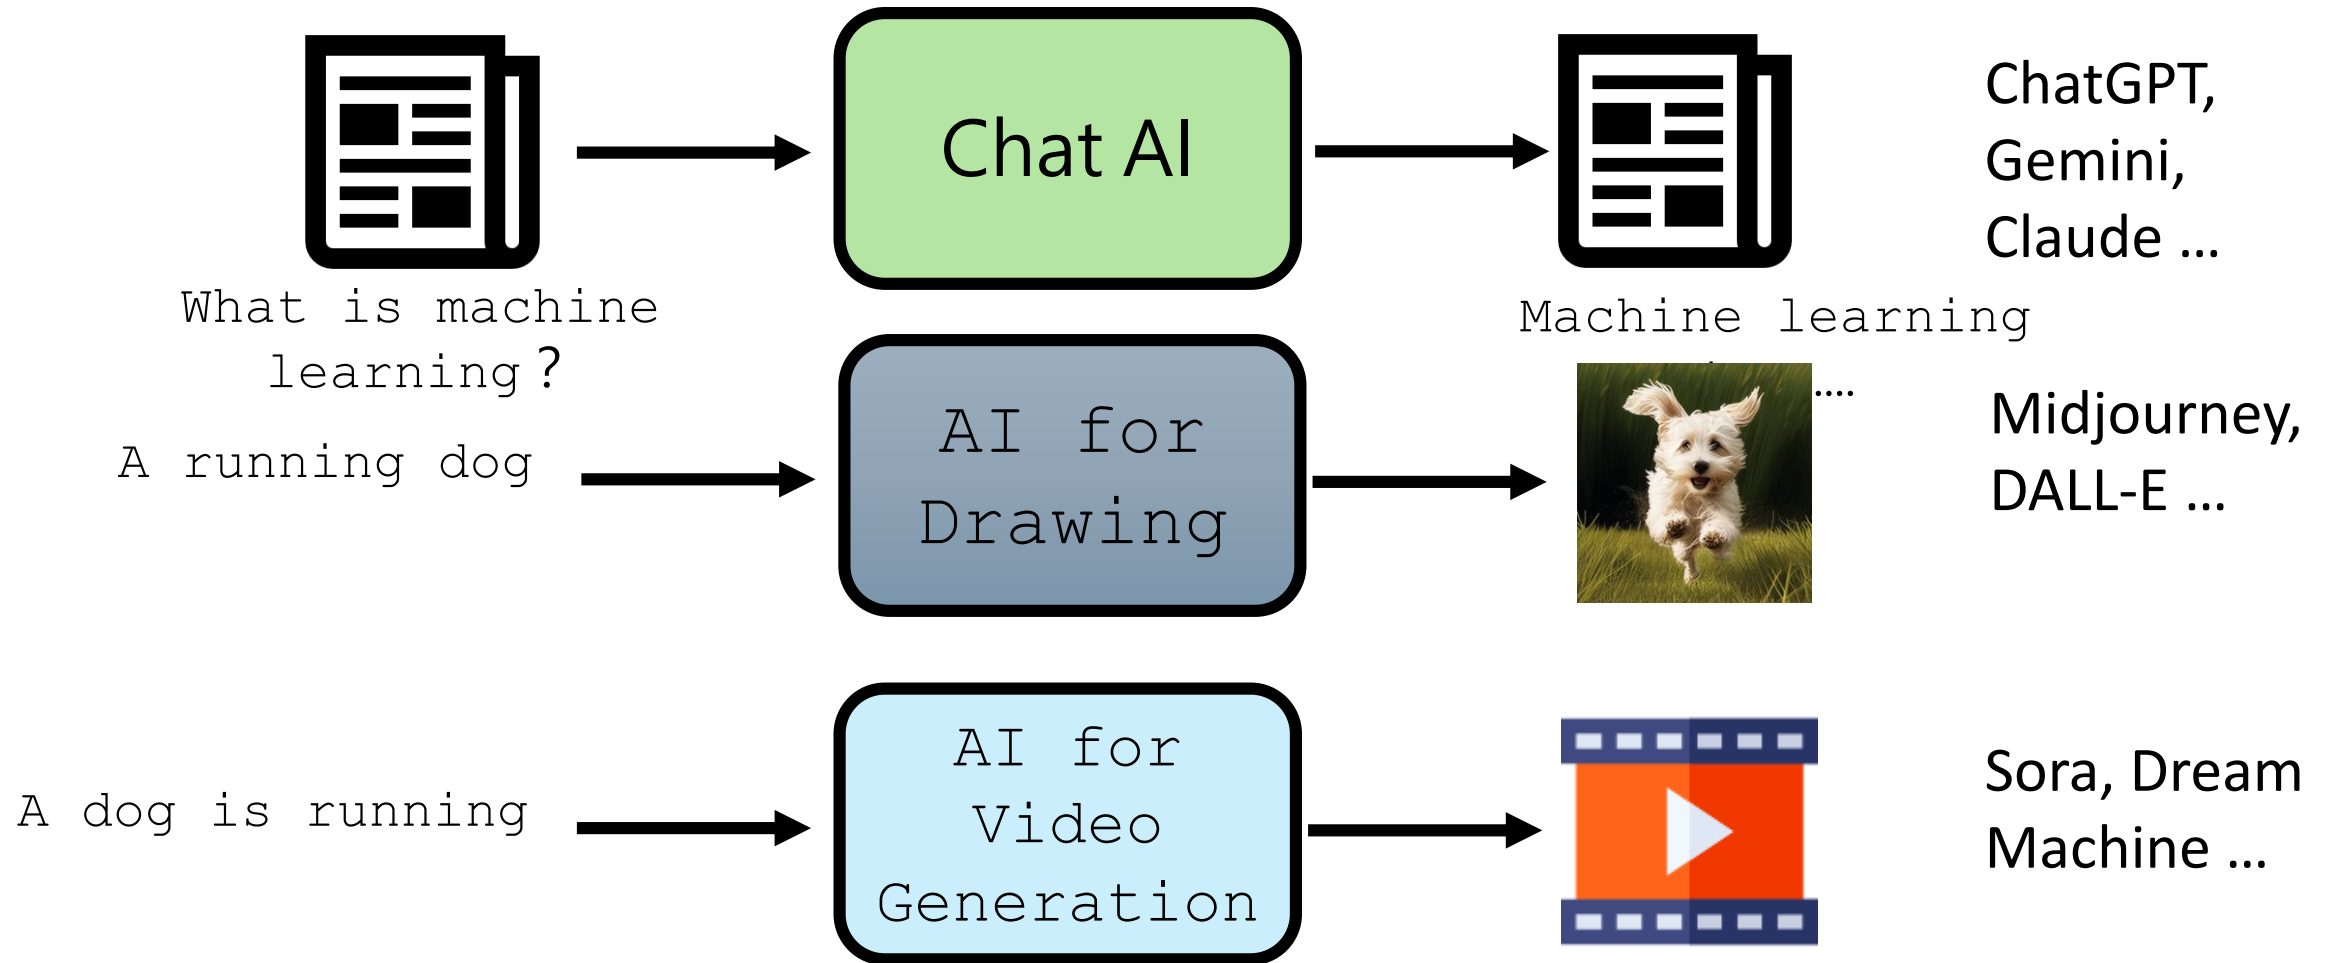 Chat AI
ChatGPT,
Gemini,
Claude …
What is machine
learning？
Machine learning
....
A running dog
AI for
Drawing
Midjourney,
DALL-E …
A dog is running
AI for
Video
Generation
Sora, Dream
Machine …